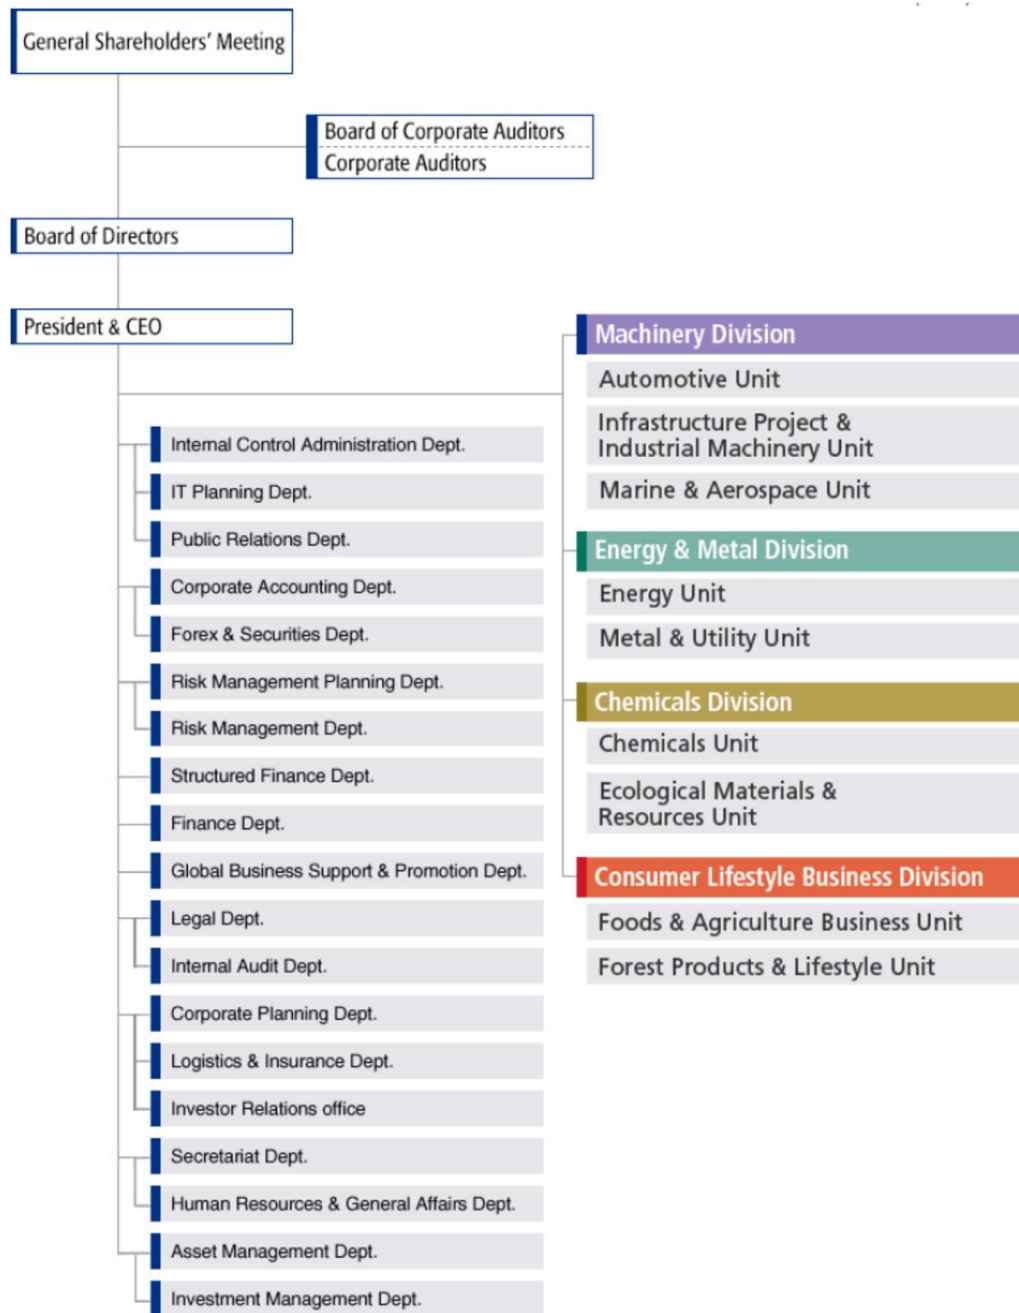 General Shareholders' Meeting
Board of Corporate Auditors
Corporate Auditors
Board of Directors
President & CEO
Internal Control Administration Dept.
IT Planning Dept.
Public Relations Dept.
Corporate Accounting Dept.
Forex & Securities Dept.
Risk Management Planning Dept.
Risk Management Dept.
Structured Finance Dept.
Finance Dept.
Global Business Support & Promotion Dept.
Legal Dept.
Internal Audit Dept.
Corporate Planning Dept.
Logistics & Insurance Dept.
Investor Relations office
Secretariat Dept.
Human Resources & General Affairs Dept.
Asset Management Dept.
Investment Management Dept.
Machinery Division
Automotive Unit
Infrastructure Project &
Industrial Machinery Unit
Marine & Aerospace Unit
Energy & Metal Division
Energy Unit
Metal & Utility Unit
Chemicals Division
Chemicals Unit
Ecological Materials &
Resources Unit
Consumer Lifestyle Business Division
Foods & Agriculture Business Unit
Forest Products & Lifestyle Unit